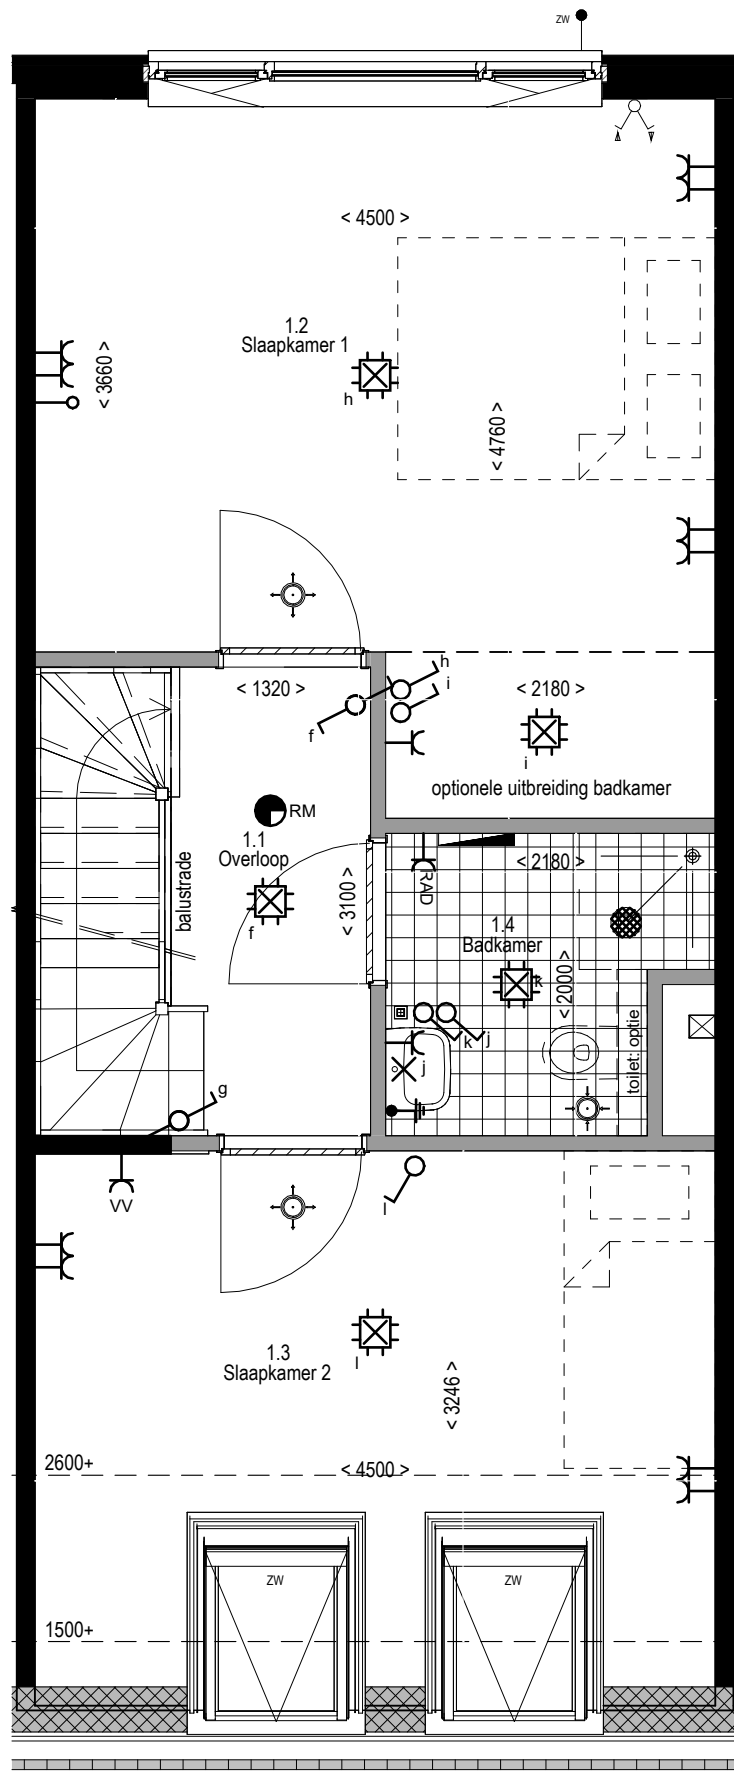 ZW
< 4500 >
1.2
Slaapkamer 1
h
< 3660 >
< 4760 >
h
< 1320 >
i
< 2180 >
f
i
optionele uitbreiding badkamer
RM
1.1
Overloop
f
balustrade
< 3100 >
RAD
< 2180 >
1.4
Badkamer
k
< 2000 >
k
j
j
toilet: optie
g
VV
l
l
1.3
Slaapkamer 2
< 3246 >
2600+
< 4500 >
ZW
ZW
1500+